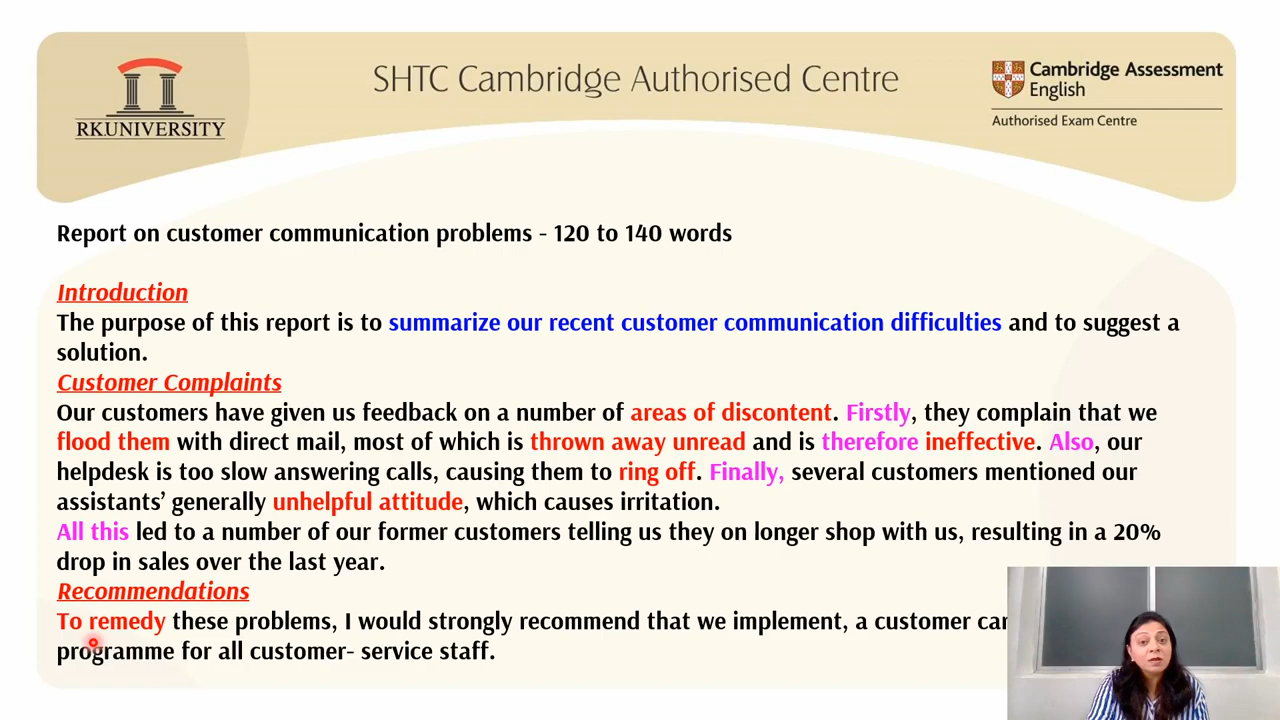 SHTC Cambridge Authorised Centre
RKUNIVERSITY
Cambridge Assessment
English
Authorised Exam Centre
Report on customer communication problems - 120 to 140 words
Introduction
The purpose of this report is to summarize our recent customer communication difficulties and to suggest a
solution.
Customer Complaints
Our customers have given us feedback on a number of areas of discontent. Firstly, they complain that we
flood them with direct mail, most of which is thrown away unread and is therefore ineffective. Also, our
helpdesk is too slow answering calls, causing them to ring off. Finally, several customers mentioned our
assistants’ generally unhelpful attitude, which causes irritation.
All this led to a number of our former customers telling us they on longer shop with us, resulting in a 20%
drop in sales over the last year.
Recommendations
To remedy these problems, I would strongly recommend that we implement, a customer
programme for all customer- service staff.